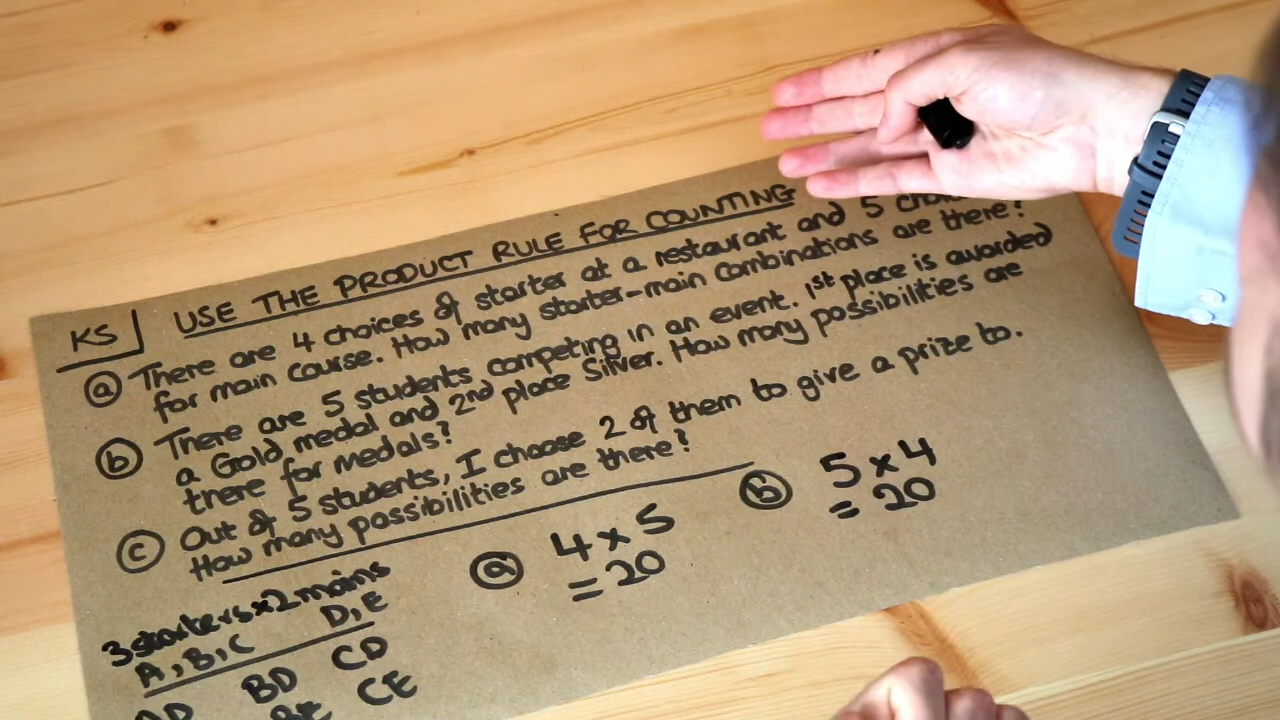 KS
USE THE PRODUCT RULE FOR COUNTING
a There are 4 choices of starter at a restaurant and 5
for main course. How many starter-main combinations are there?
b There are 5 students competing in an event. 1st place is awarded
a Gold medal and 2nd place Silver. How many possibilities are
there for medals?
c Out of 5 students, I choose 2 of them to give a prize to.
How many possibilities are there?
3 starters x 2 mains
A, B, C D, E
BD CD
BE CE
a 4 x 5
= 20
b 5 x 4
= 20